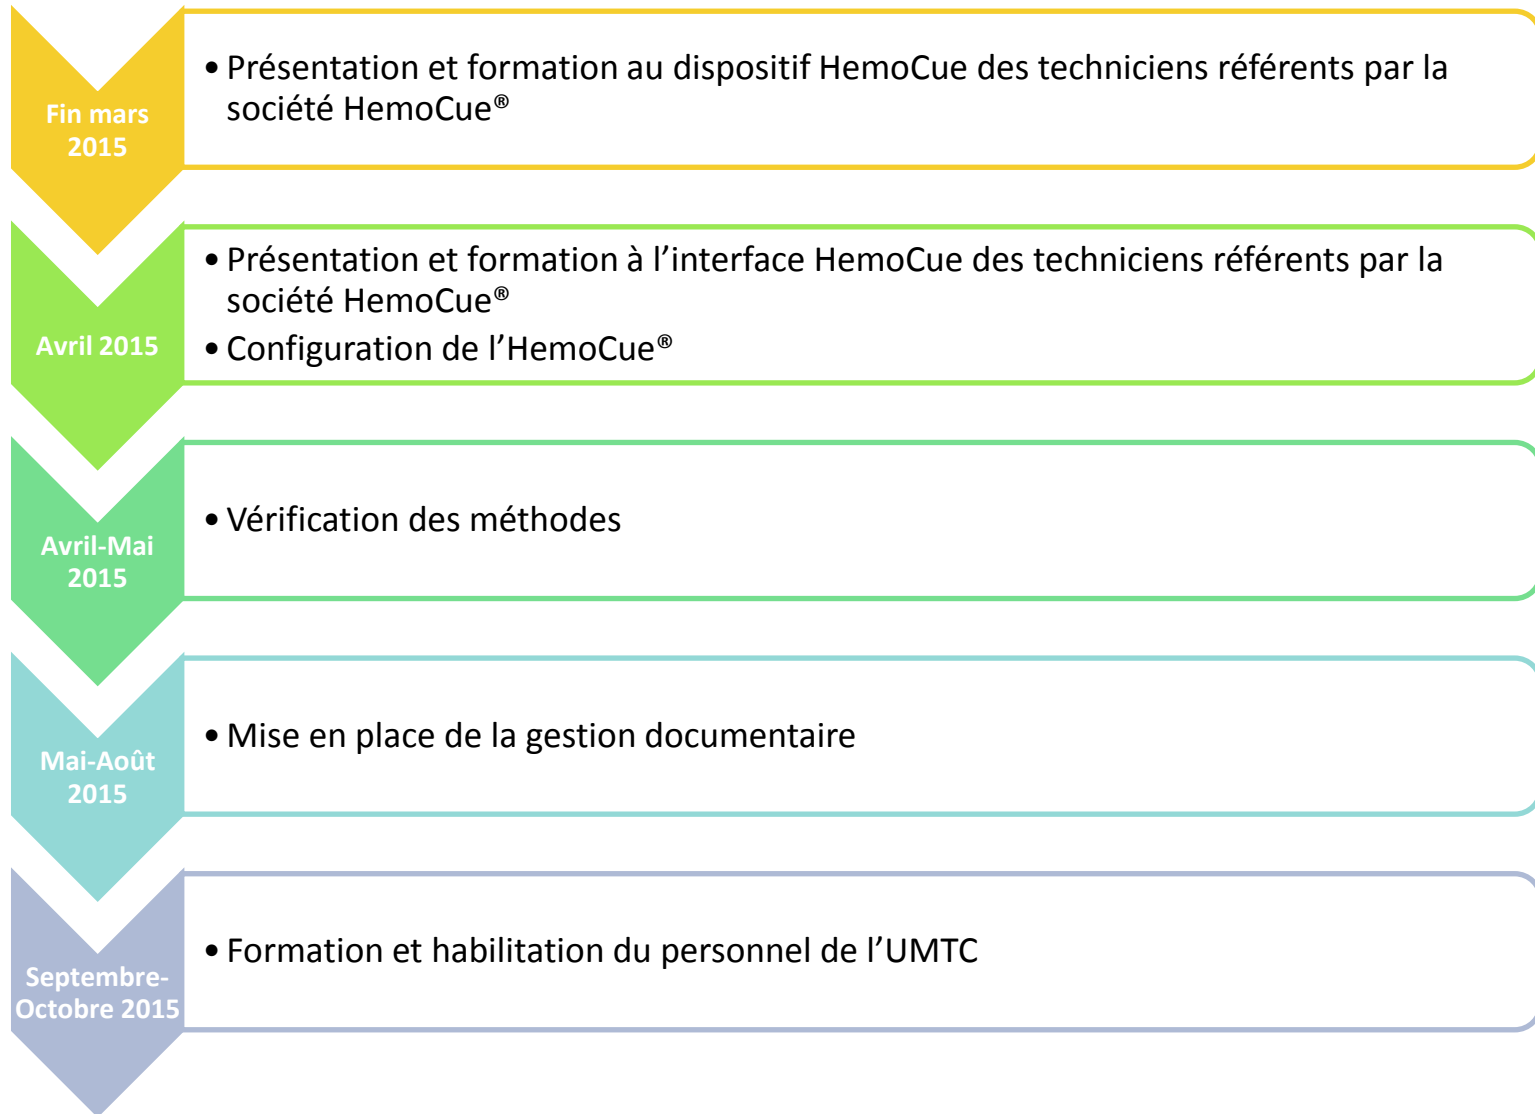 Fin mars
2015
• Présentation et formation au dispositif HemoCue des techniciens référents par la
société HemoCue®
Avril 2015
• Présentation et formation à l’interface HemoCue des techniciens référents par la
société HemoCue®
• Configuration de l’HemoCue®
Avril-Mai
2015
• Vérification des méthodes
Mai-Août
2015
• Mise en place de la gestion documentaire
Septembre-
Octobre 2015
• Formation et habilitation du personnel de l’UMTC